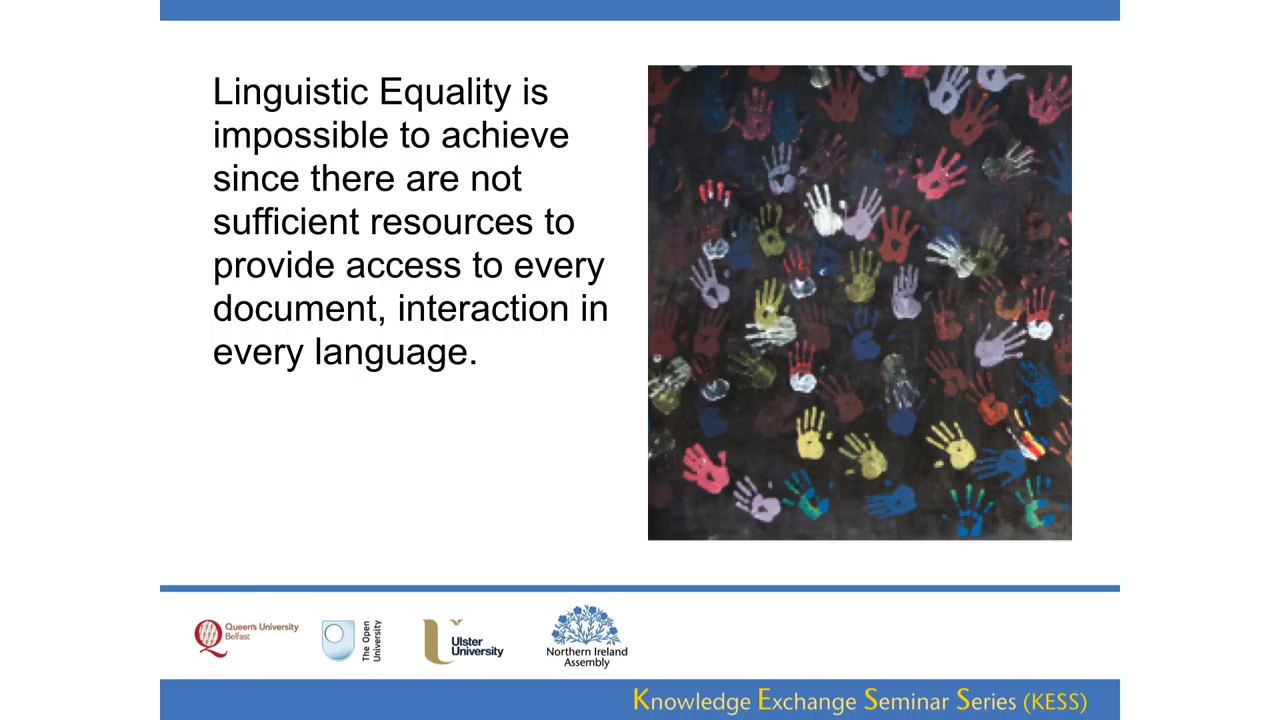 Linguistic Equality is
impossible to achieve
since there are not
sufficient resources to
provide access to every
document, interaction in
every language.
Queen's University
Belfast
The Open
University
Ulster
University
Northern Ireland
Assembly
Knowledge Exchange Seminar Series (KESS)